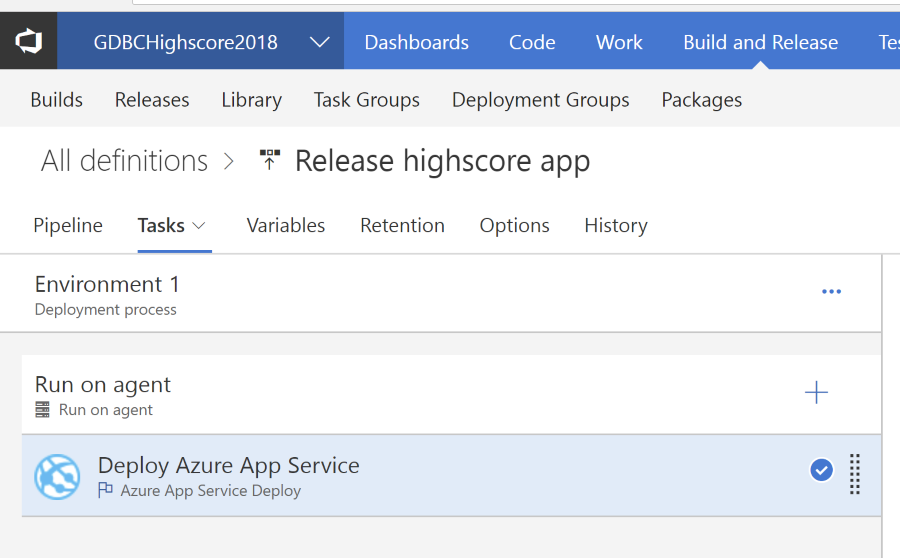 GDBCHighscore2018 Dashboards Code Work Build and Release Te
Builds Releases Library Task Groups Deployment Groups Packages
All definitions > Release highscore app
Pipeline Tasks Variables Retention Options History
Environment 1
Deployment process
Run on agent
Run on agent
Deploy Azure App Service
Azure App Service Deploy